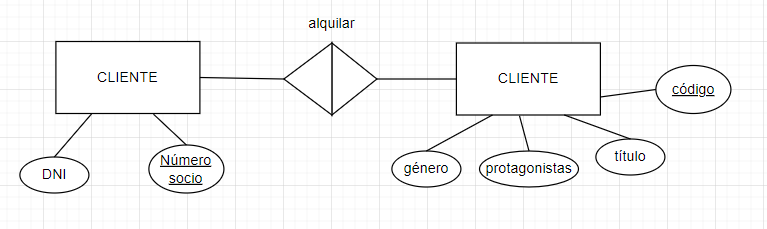 alquilar
CLIENTE
CLIENTE
código
DNI
Número
socio
género
protagonistas
título